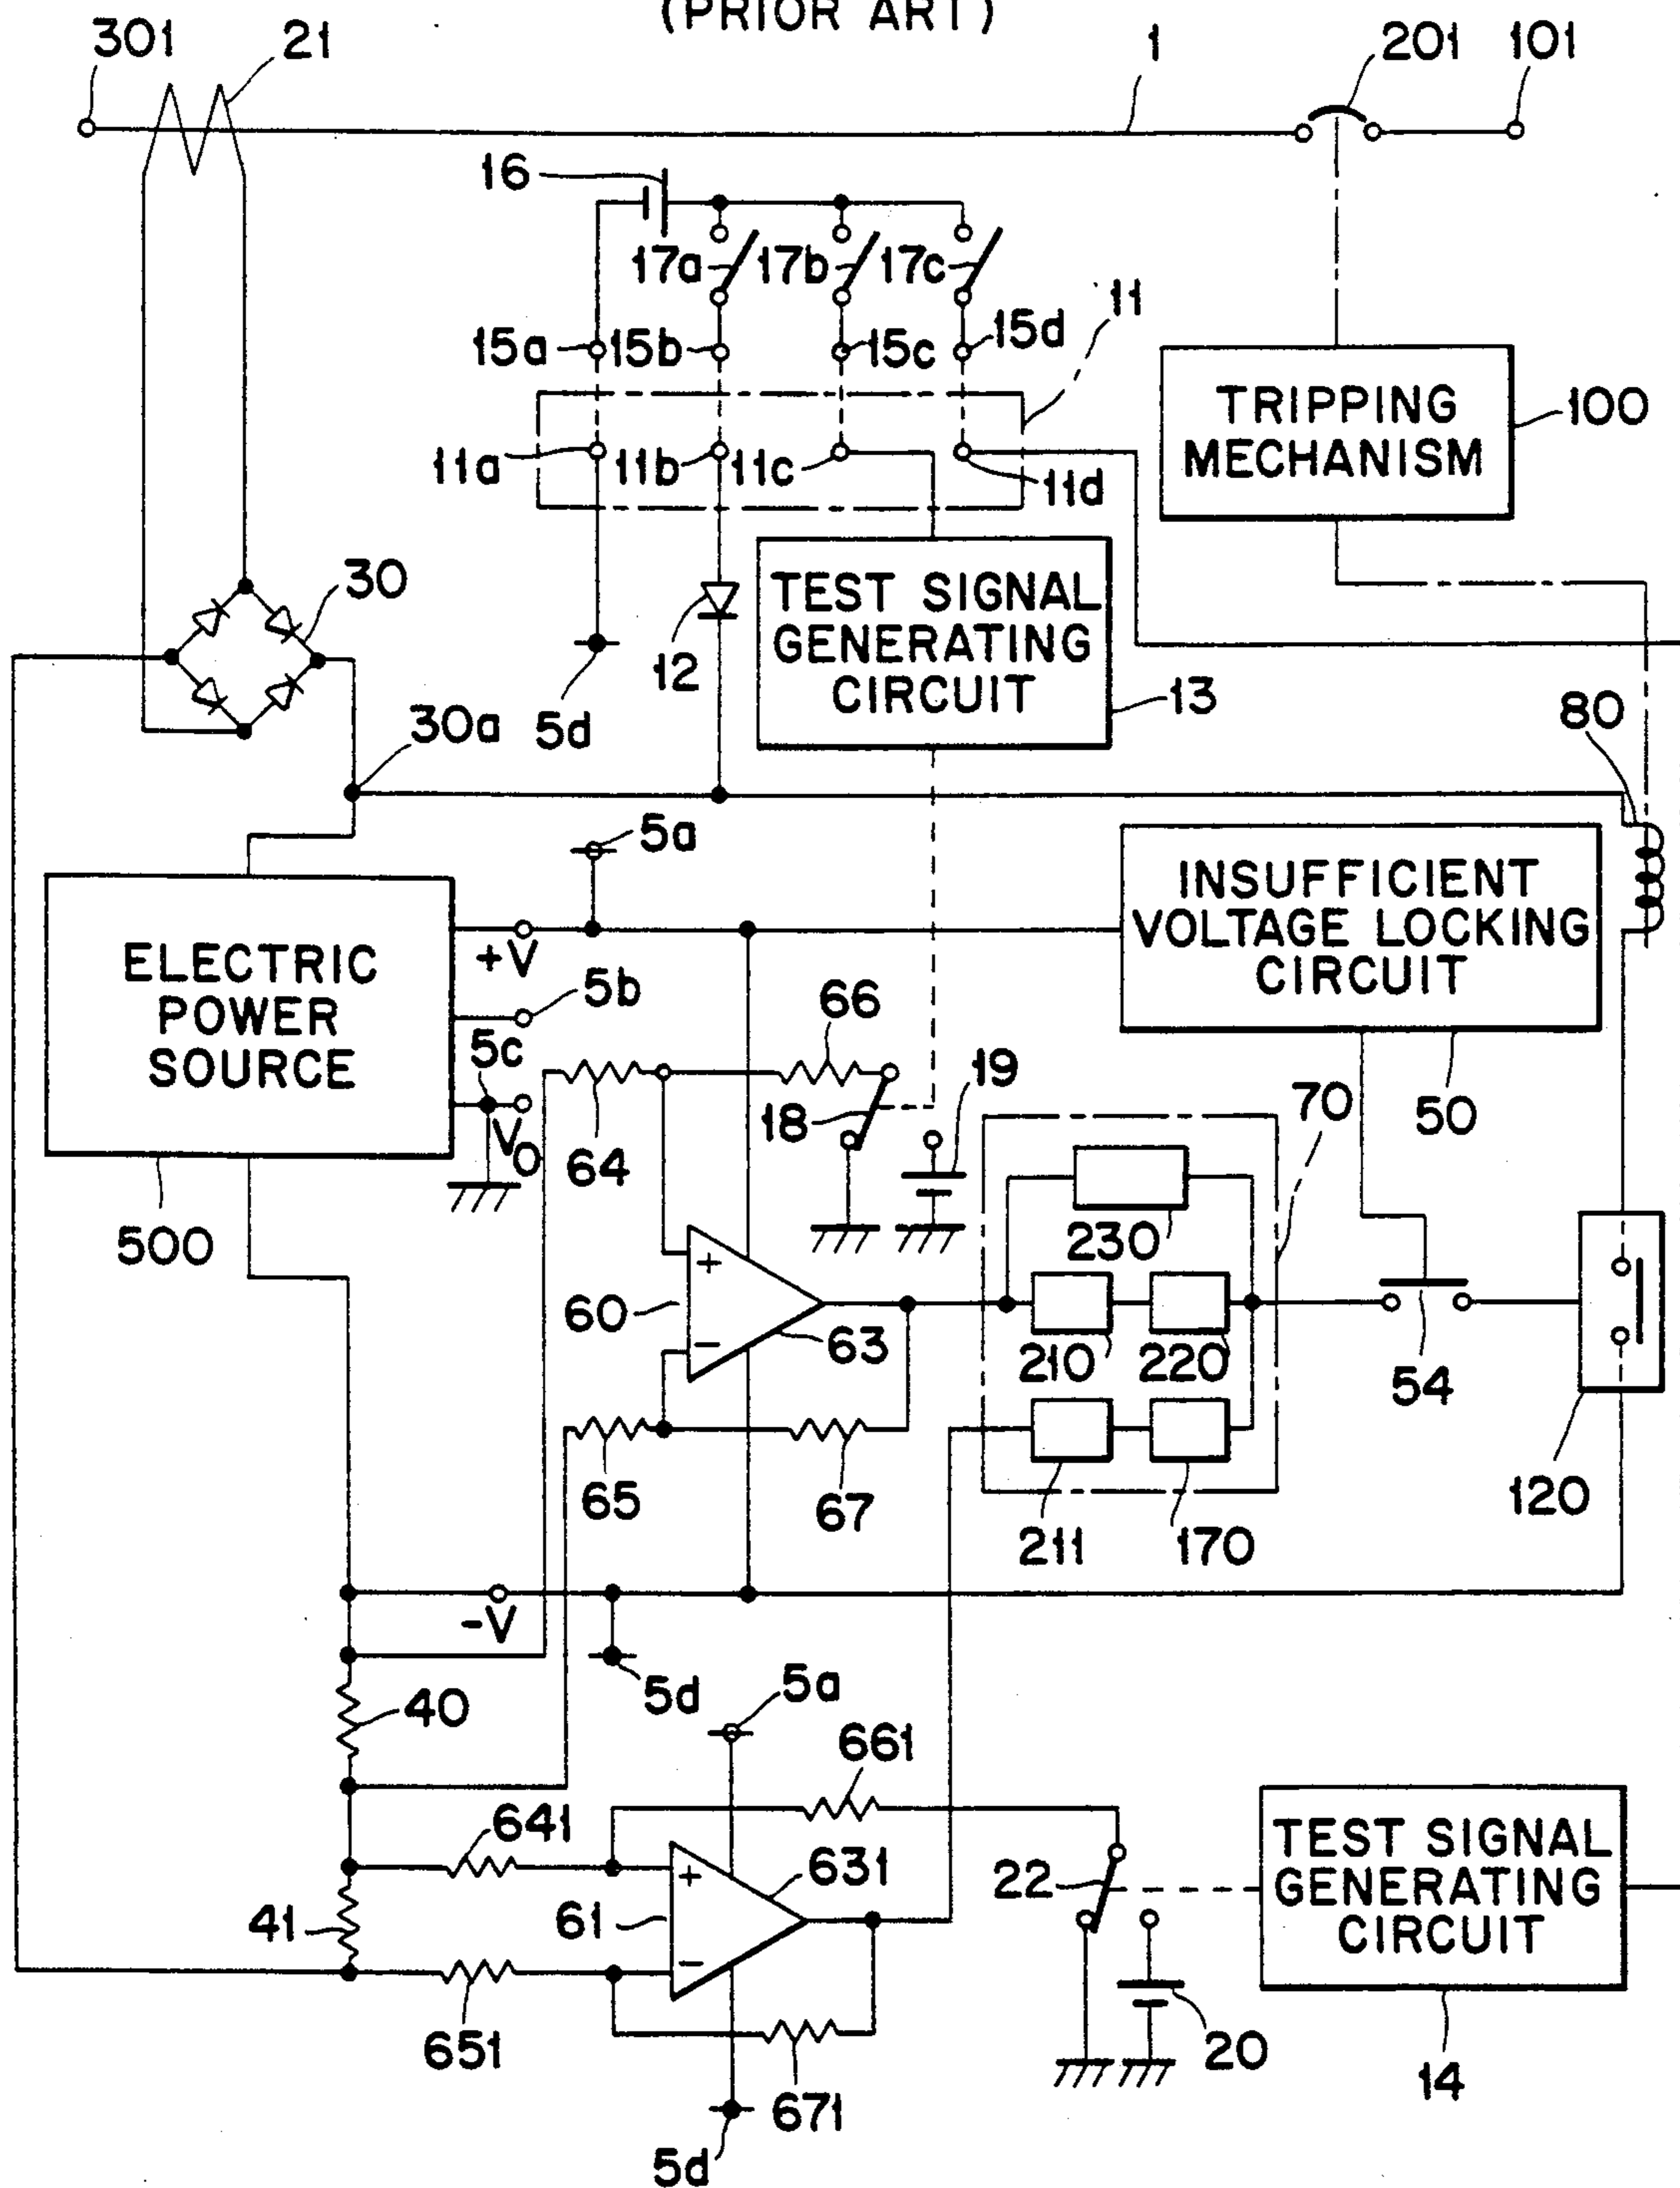 (PRIOR ART)
301
21
1
201
101
16
17a
17b
17c
11
15a
15b
15c
15d
TRIPPING
MECHANISM
100
11a
11b
11c
11d
30
TEST SIGNAL
GENERATING
CIRCUIT
12
13
5d
80
30a
5a
INSUFFICIENT
VOLTAGE LOCKING
CIRCUIT
ELECTRIC
POWER
SOURCE
+V
5b
66
5c
19
70
18
50
V0
64
500
230
60
+
−
63
210
220
54
65
67
120
211
170
-V
5d
5a
40
661
641
TEST SIGNAL
GENERATING
CIRCUIT
+
631
22
41
61
−
651
20
671
14
5d